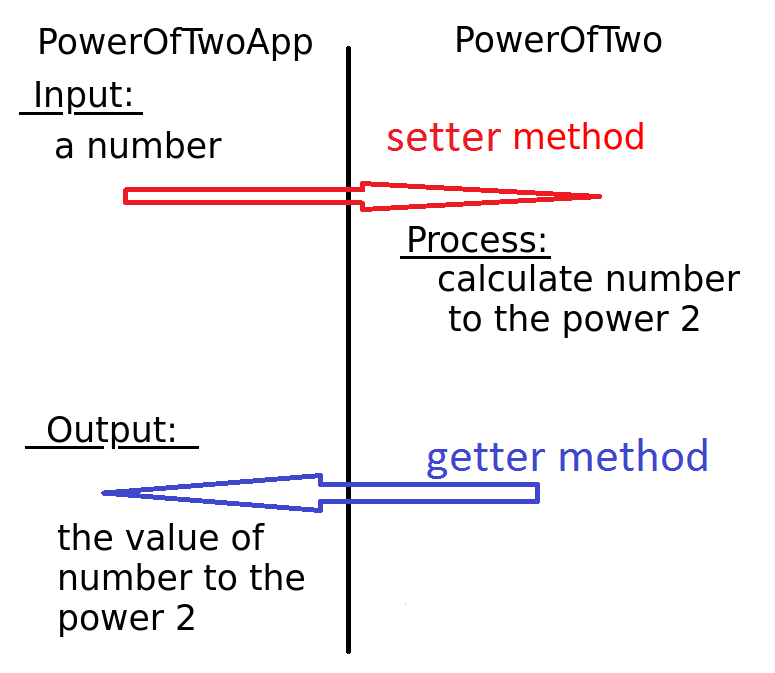 PowerOfTwoApp
PowerOfTwo
Input:
a number
setter method
Process:
calculate number
to the power 2
Output:
getter method
the value of
number to the
power 2